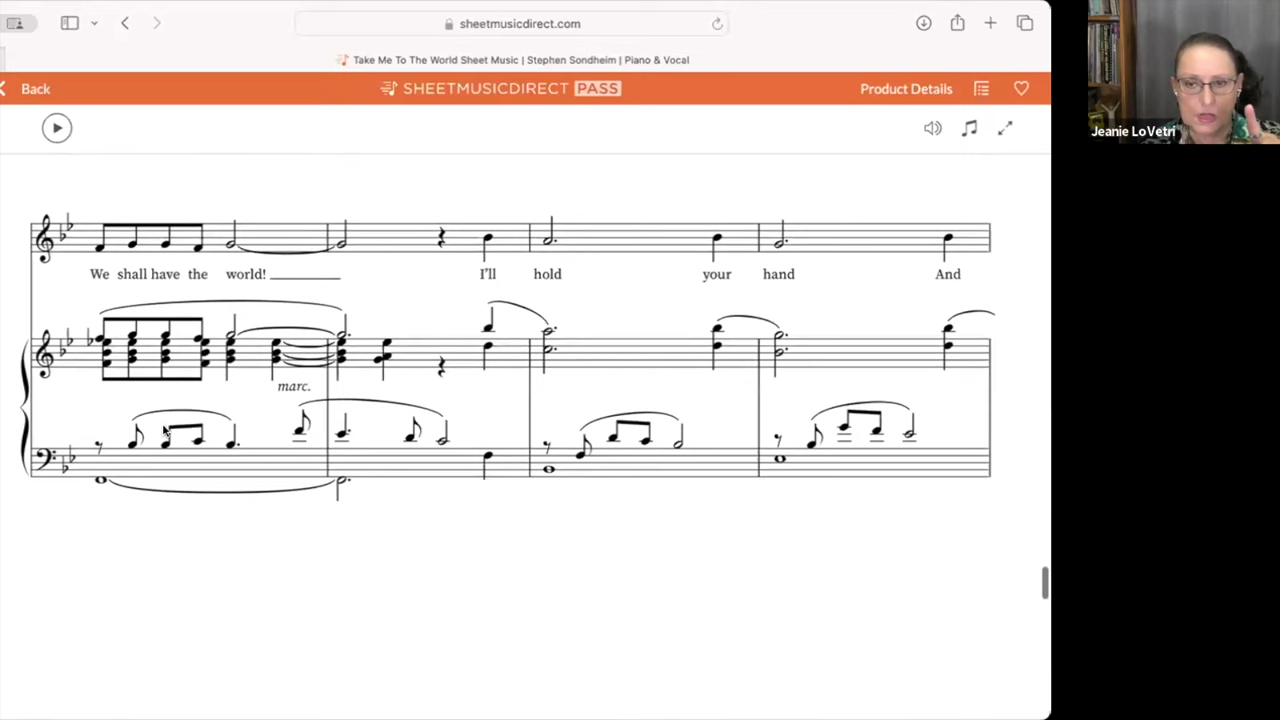 sheetmusicdirect.com
Take Me To The World Sheet Music | Stephen Sondheim | Piano & Vocal
Back
SHEETMUSICDIRECT PASS
Product Details
Jeanie LoVetri
We shall have the world! I'll hold your hand And
marc.